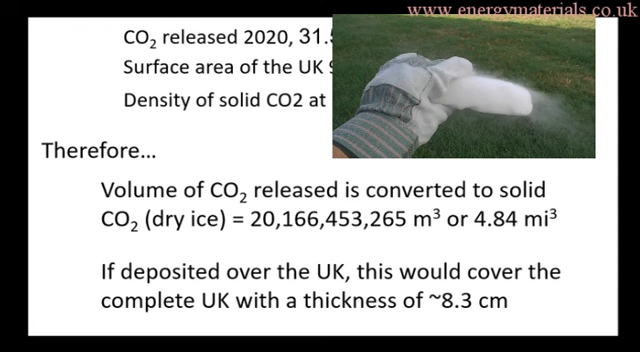 www.energymaterials.co.uk
CO₂ released 2020, 31.
Surface area of the UK
Density of solid CO2 at
Therefore...
Volume of CO₂ released is converted to solid
CO₂ (dry ice) = 20,166,453,265 m³ or 4.84 mi³
If deposited over the UK, this would cover the
complete UK with a thickness of ~8.3 cm